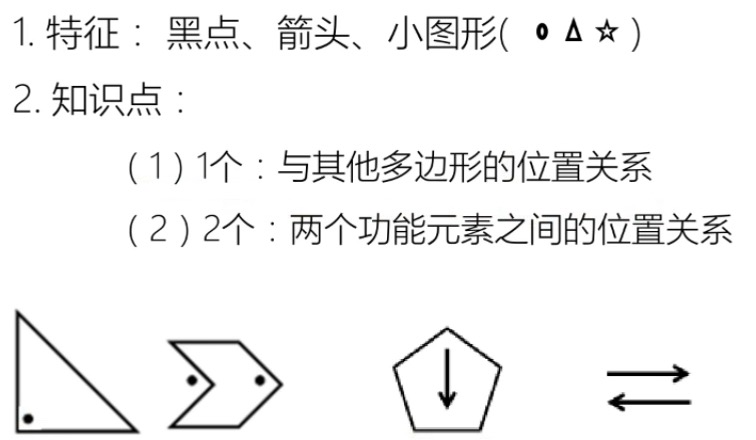 1. 特征：黑点、箭头、小图形( ⚬ Δ ☆ )
2. 知识点：
（1）1个：与其他多边形的位置关系
（2）2个：两个功能元素之间的位置关系